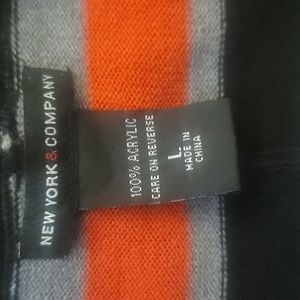 NEW YORK & COMPANY
100% ACRYLIC
CARE ON REVERSE
L
MADE IN
CHINA